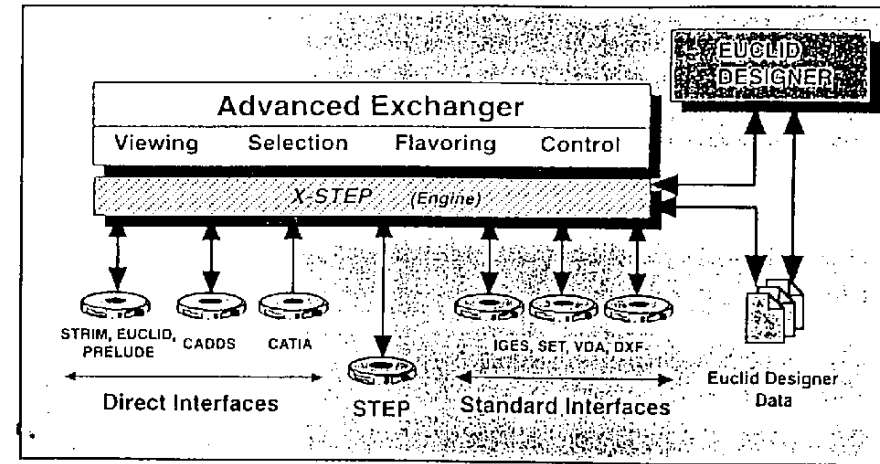 EUCLID
DESIGNER
Advanced Exchanger
Viewing Selection Flavoring Control
X-STEP (Engine)
STRIM, EUCLID,
PRELUDE
CADDS
CATIA
IGES, SET, VDA, DXF
Direct Interfaces
STEP
Standard Interfaces
Euclid Designer
Data